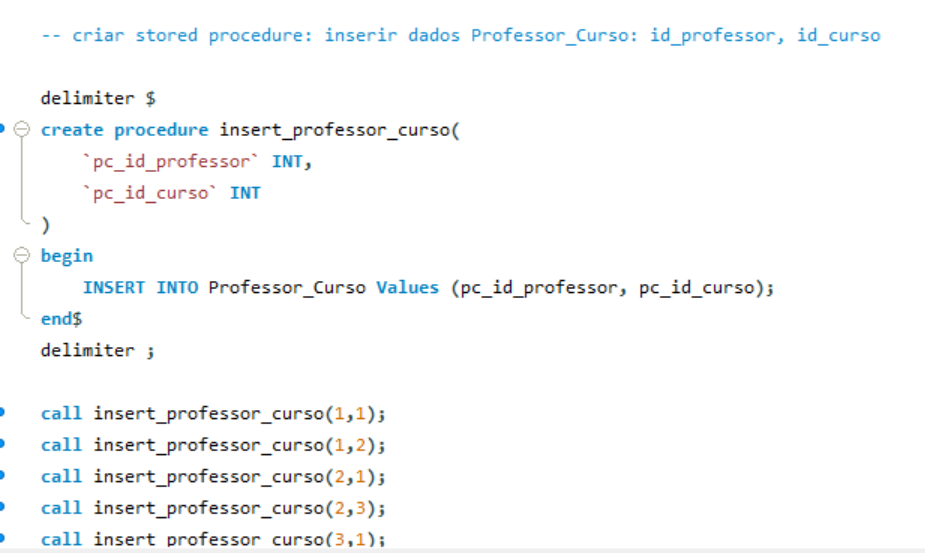 -- criar stored procedure: inserir dados Professor_Curso: id_professor, id_curso
delimiter $
create procedure insert_professor_curso(
`pc_id_professor` INT,
`pc_id_curso` INT
)
begin
INSERT INTO Professor_Curso Values (pc_id_professor, pc_id_curso);
end$
delimiter ;
call insert_professor_curso(1,1);
call insert_professor_curso(1,2);
call insert_professor_curso(2,1);
call insert_professor_curso(2,3);
call insert_professor_curso(3,1);